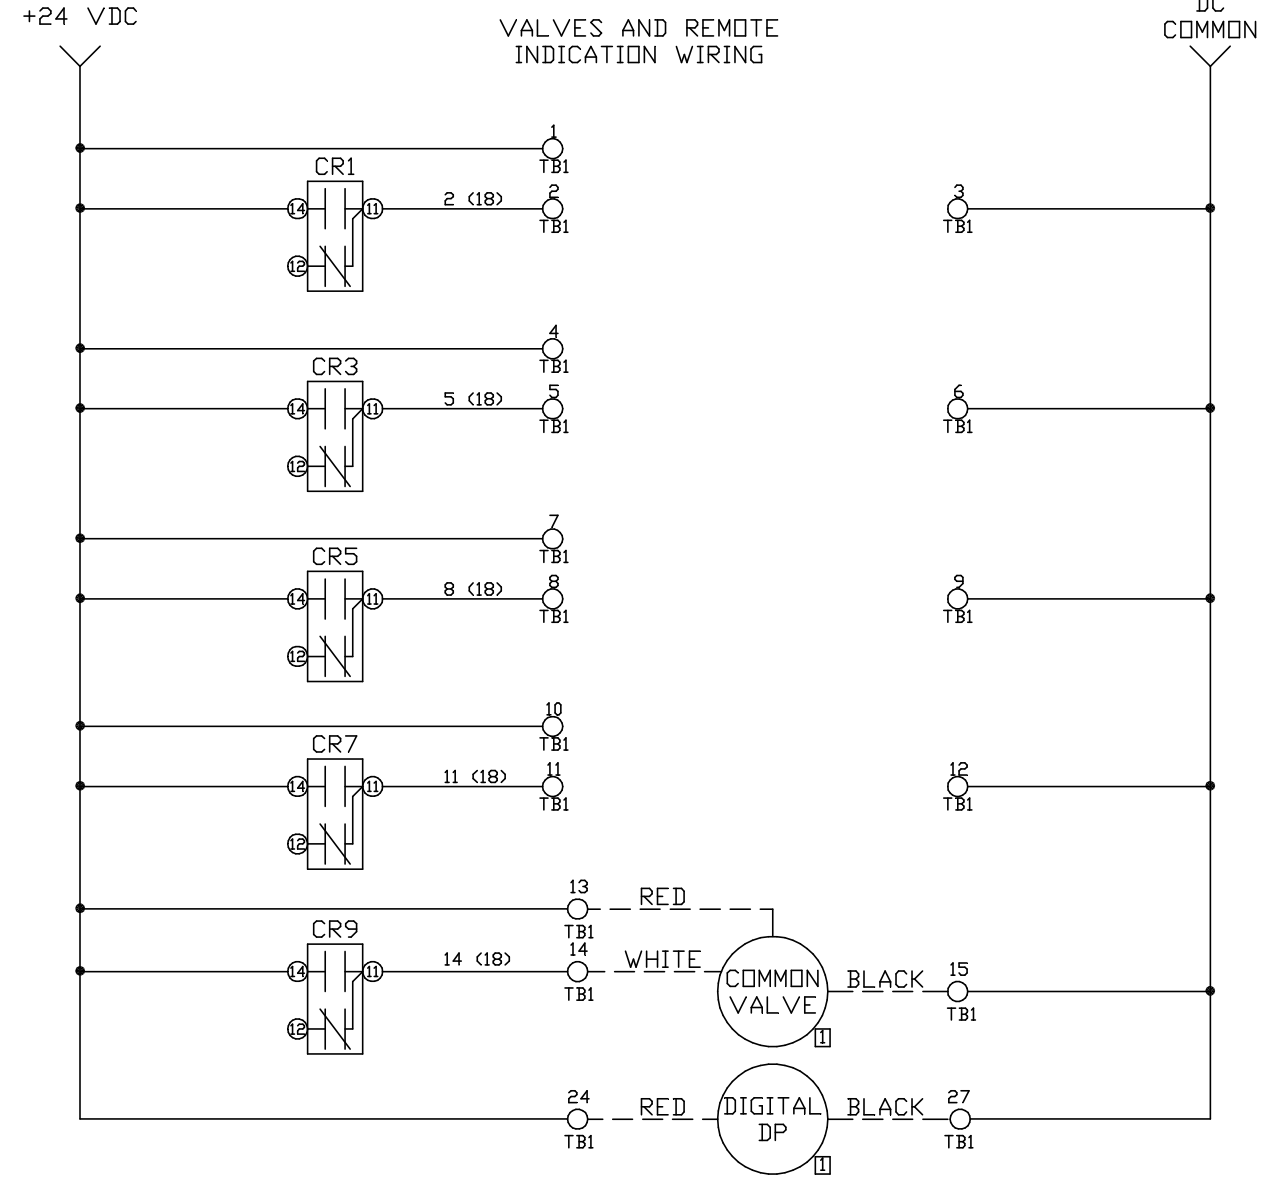 +24 VDC
VALVES AND REMOTE
INDICATION WIRING
DC
COMMON
1
TB1
CR1
14
11
2 (18)
2
TB1
3
TB1
12
4
TB1
CR3
14
11
5 (18)
5
TB1
6
TB1
12
7
TB1
CR5
14
11
8 (18)
8
TB1
9
TB1
12
10
TB1
CR7
14
11
11 (18)
11
TB1
12
TB1
12
13
TB1
RED
CR9
14
11
14 (18)
14
TB1
WHITE
COMMON
VALVE
1
BLACK
15
TB1
12
24
TB1
RED
DIGITAL
DP
1
BLACK
27
TB1